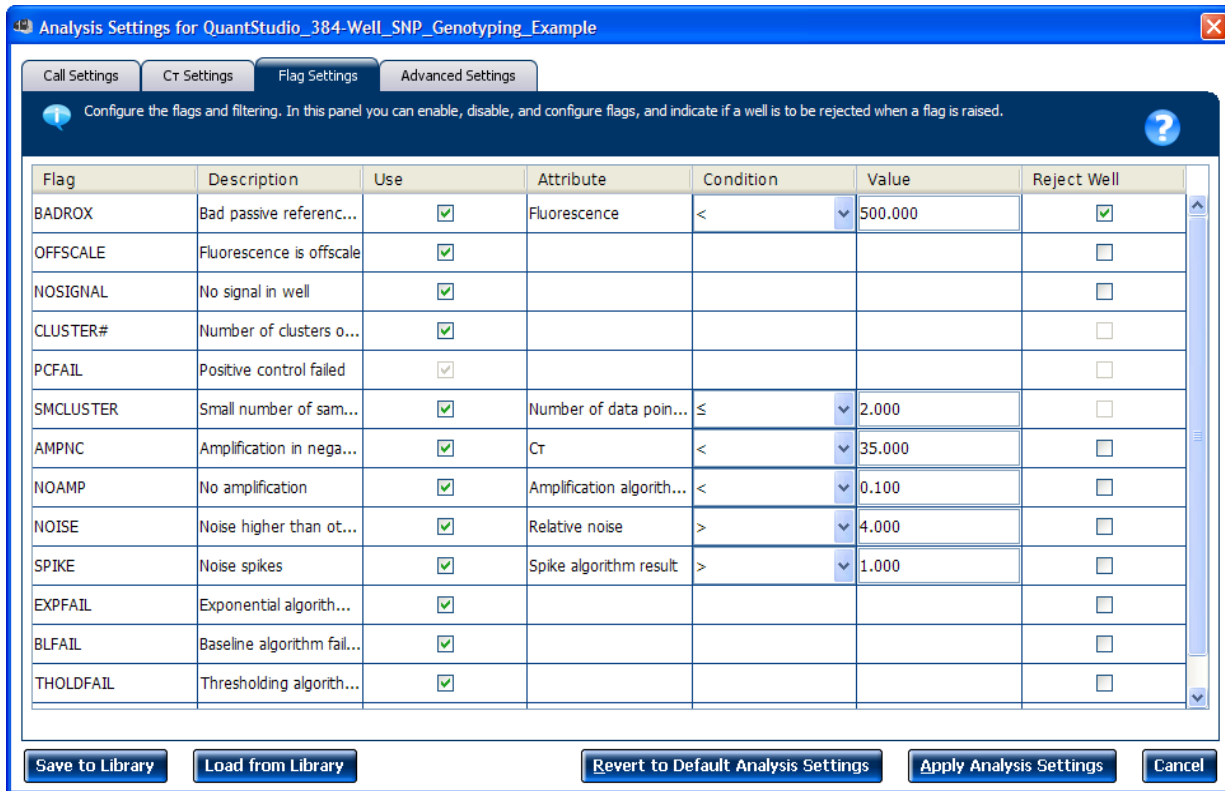 Analysis Settings for QuantStudio_384-Well_SNP_Genotyping_Example
Call Settings Cᴛ Settings Flag Settings Advanced Settings
Configure the flags and filtering. In this panel you can enable, disable, and configure flags, and indicate if a well is to be rejected when a flag is raised.
Flag Description Use Attribute Condition Value Reject Well
BADROX Bad passive referenc... Fluorescence < 500.000
OFFSCALE Fluorescence is offscale
NOSIGNAL No signal in well
CLUSTER# Number of clusters o...
PCFAIL Positive control failed
SMCLUSTER Small number of sam... Number of data poin... ≤ 2.000
AMPNC Amplification in nega... Cᴛ < 35.000
NOAMP No amplification Amplification algorith... < 0.100
NOISE Noise higher than ot... Relative noise > 4.000
SPIKE Noise spikes Spike algorithm result > 1.000
EXPFAIL Exponential algorith...
BLFAIL Baseline algorithm fail...
THOLDFAIL Thresholding algorith...
Save to Library Load from Library Revert to Default Analysis Settings Apply Analysis Settings Cancel